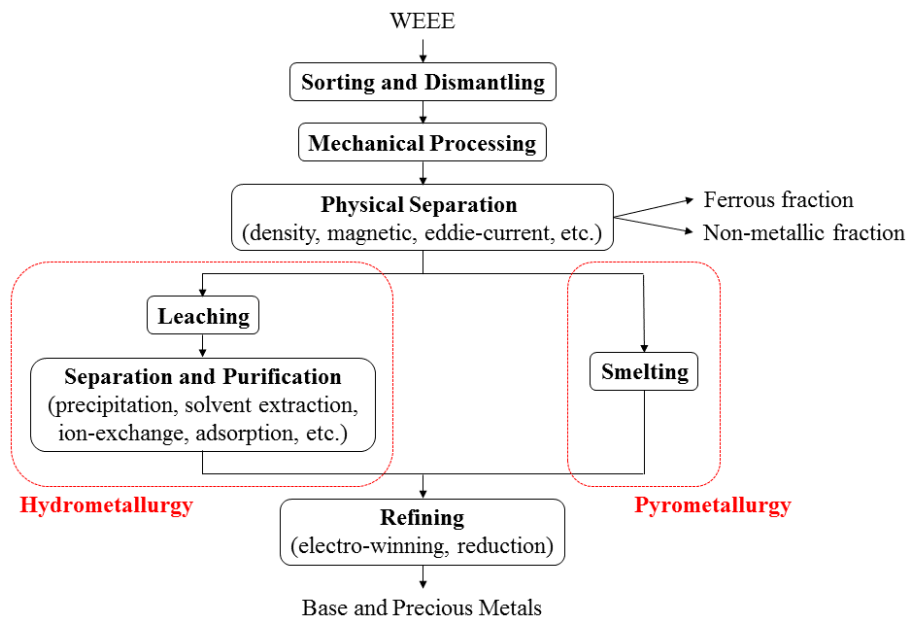 WEEE
Sorting and Dismantling
Mechanical Processing
Physical Separation
(density, magnetic, eddie-current, etc.)
Ferrous fraction
Non-metallic fraction
Leaching
Separation and Purification
(precipitation, solvent extraction,
ion-exchange, adsorption, etc.)
Smelting
Hydrometallurgy
Pyrometallurgy
Refining
(electro-winning, reduction)
Base and Precious Metals